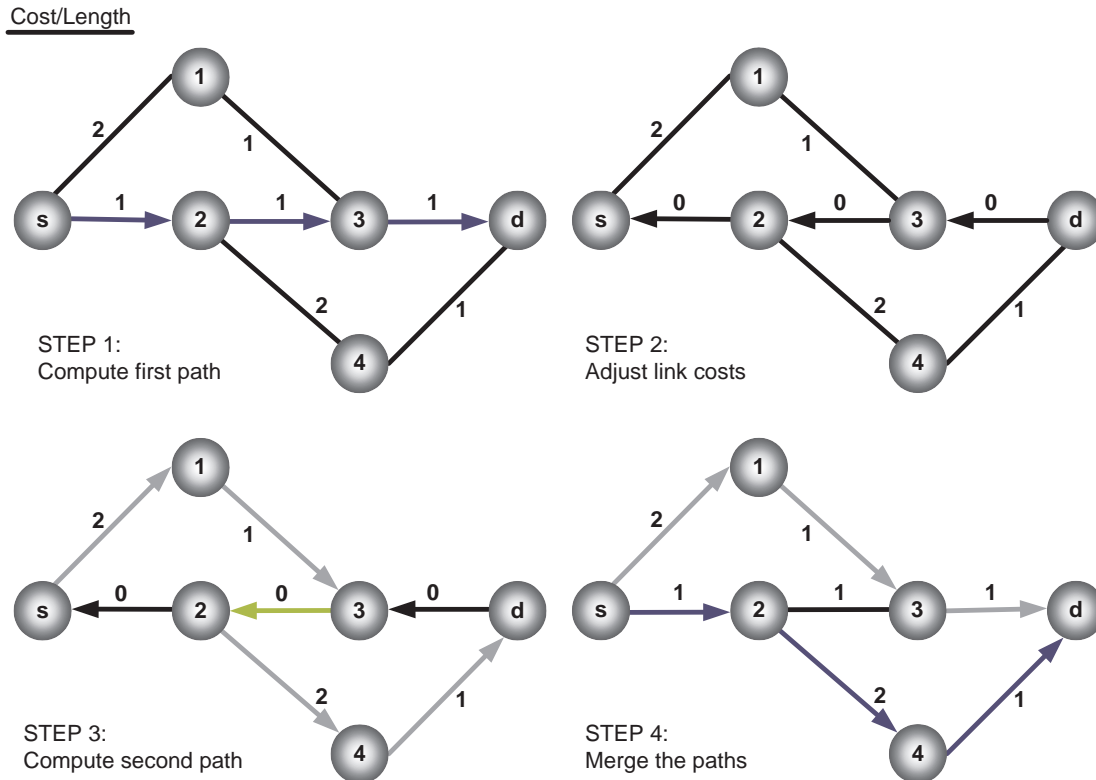 Cost/Length
1
2
1
s
1
2
1
3
1
d
2
1
4
STEP 1:
Compute first path
1
2
1
s
0
2
0
3
0
d
2
1
4
STEP 2:
Adjust link costs
1
2
1
s
0
2
0
3
0
d
2
1
4
STEP 3:
Compute second path
1
2
1
s
1
2
1
3
1
d
2
1
4
STEP 4:
Merge the paths